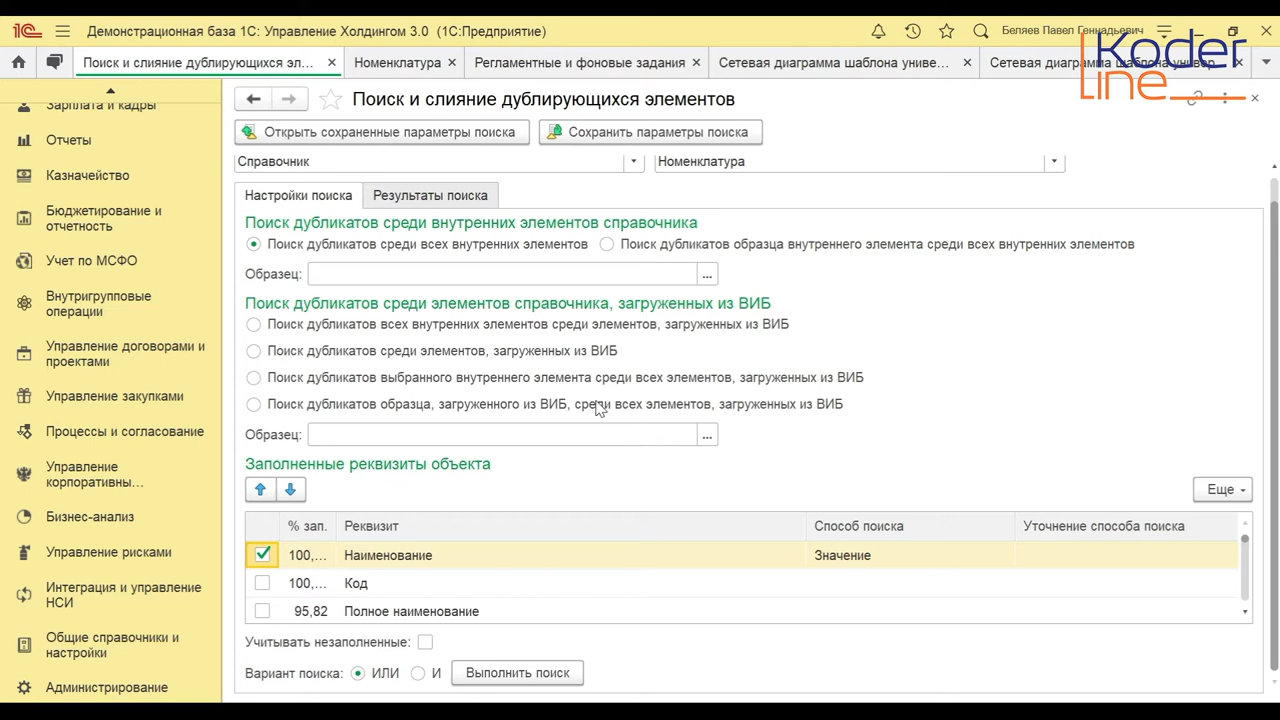 1С Демонстрационная база 1С: Управление Холдингом 3.0 (1С:Предприятие)
Беляев Павел Геннадьевич
Koder
line
Поиск и слияние дублирующихся эл...
Номенклатура
Регламентные и фоновые задания
Сетевая диаграмма шаблона униве...
Сетевая диаграмма шаблона универ...
Зарплата и кадры
Отчеты
Казначейство
Бюджетирование и
отчетность
Учет по МСФО
Внутригрупповые
операции
Управление договорами и
проектами
Управление закупками
Процессы и согласование
Управление
корпоративны...
Бизнес-анализ
Управление рисками
Интеграция и управление
НСИ
Общие справочники и
настройки
Администрирование
Поиск и слияние дублирующихся элементов
Открыть сохраненные параметры поиска
Сохранить параметры поиска
Справочник
Номенклатура
Настройки поиска
Результаты поиска
Поиск дубликатов среди внутренних элементов справочника
Поиск дубликатов среди всех внутренних элементов
Поиск дубликатов образца внутреннего элемента среди всех внутренних элементов
Образец:
...
Поиск дубликатов среди элементов справочника, загруженных из ВИБ
Поиск дубликатов всех внутренних элементов среди элементов, загруженных из ВИБ
Поиск дубликатов среди элементов, загруженных из ВИБ
Поиск дубликатов выбранного внутреннего элемента среди всех элементов, загруженных из ВИБ
Поиск дубликатов образца, загруженного из ВИБ, среди всех элементов, загруженных из ВИБ
Образец:
...
Заполненные реквизиты объекта
Еще
% зап. Реквизит Способ поиска Уточнение способа поиска
100,... Наименование Значение
100,... Код
95,82 Полное наименование
Учитывать незаполненные:
Вариант поиска: ИЛИ И Выполнить поиск